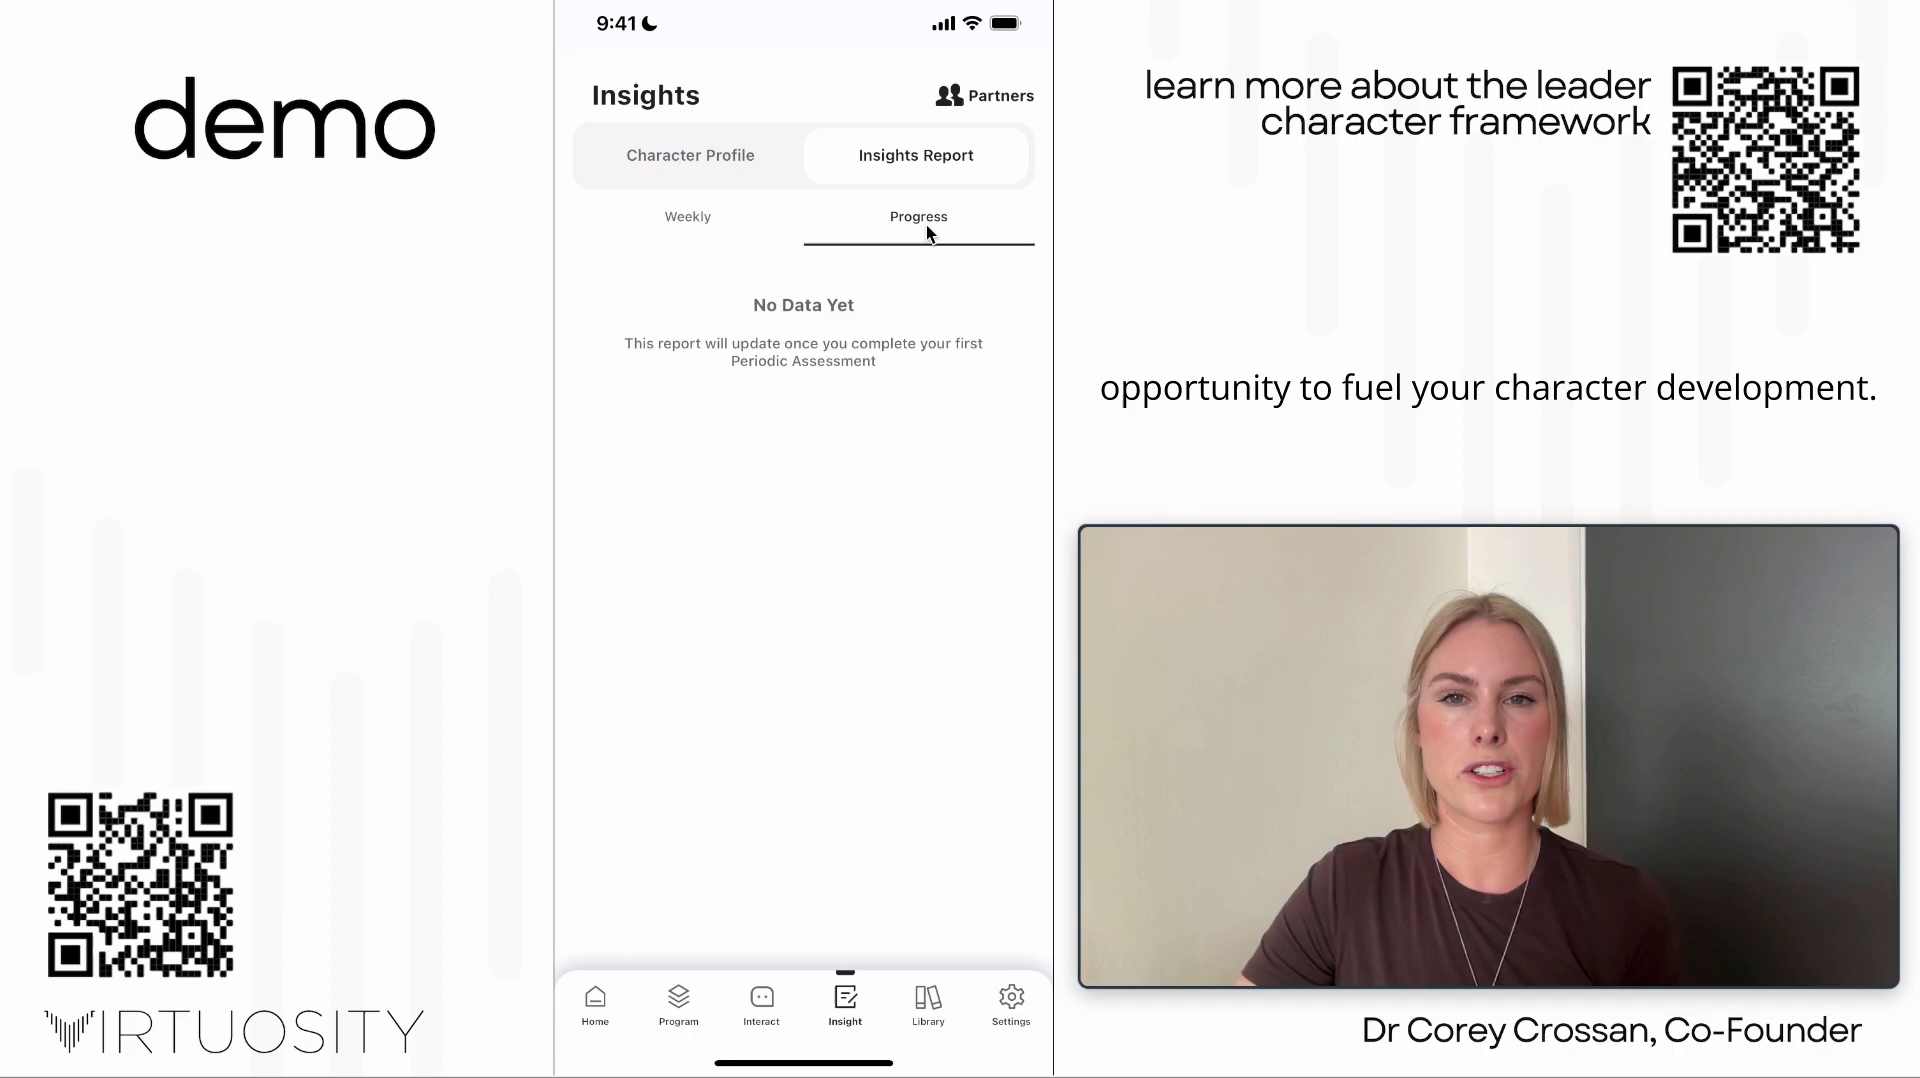 demo
VIRTUOSITY
9:41
Insights
Partners
Character Profile
Insights Report
Weekly
Progress
No Data Yet
This report will update once you complete your first
Periodic Assessment
Home
Program
Interact
Insight
Library
Settings
learn more about the leader
character framework
opportunity to fuel your character development.
Dr Corey Crossan, Co-Founder